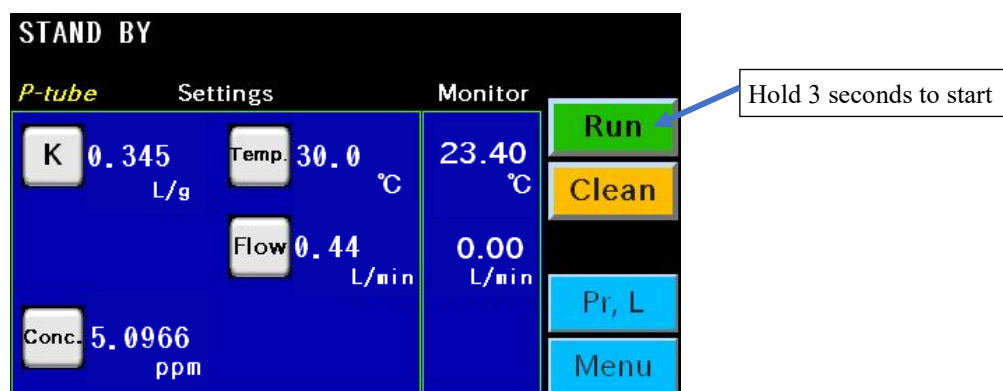 STAND BY
P-tube Settings Monitor
K 0.345 L/g
Temp. 30.0 ℃
23.40 ℃
Flow 0.44 L/min
0.00 L/min
Conc. 5.0966 ppm
Run
Clean
Pr, L
Menu
Hold 3 seconds to start